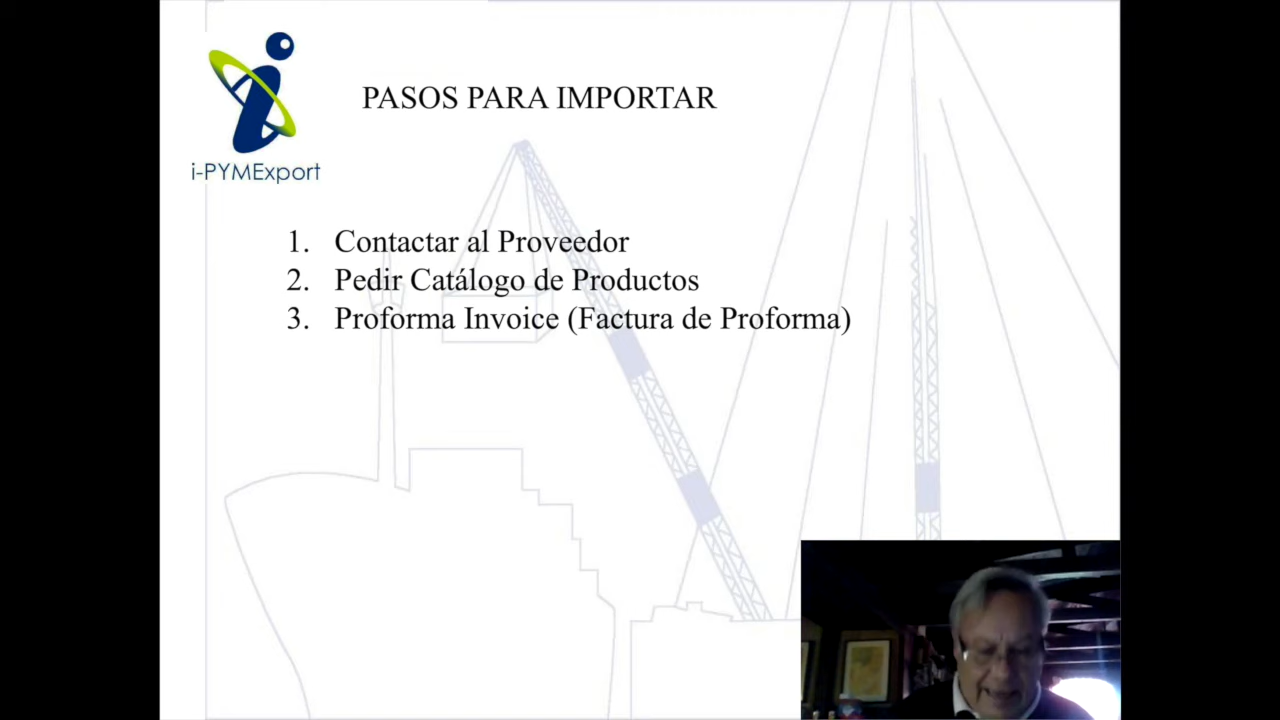 PASOS PARA IMPORTAR
i-PYMExport
1. Contactar al Proveedor
2. Pedir Catálogo de Productos
3. Proforma Invoice (Factura de Proforma)